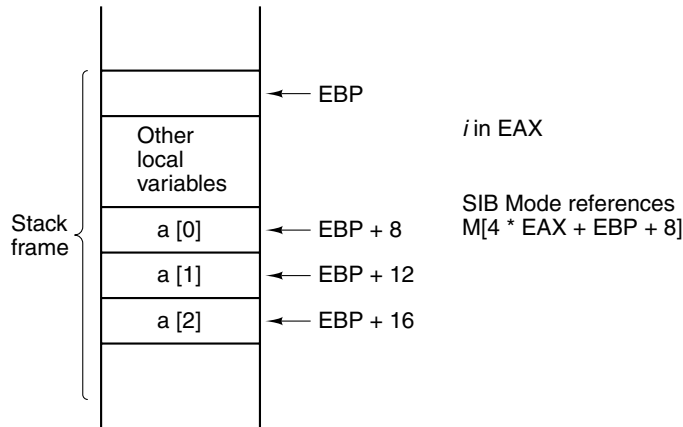 EBP
i in EAX
Other
local
variables
SIB Mode references
M[4 * EAX + EBP + 8]
Stack
frame
a [0]
EBP + 8
a [1]
EBP + 12
a [2]
EBP + 16